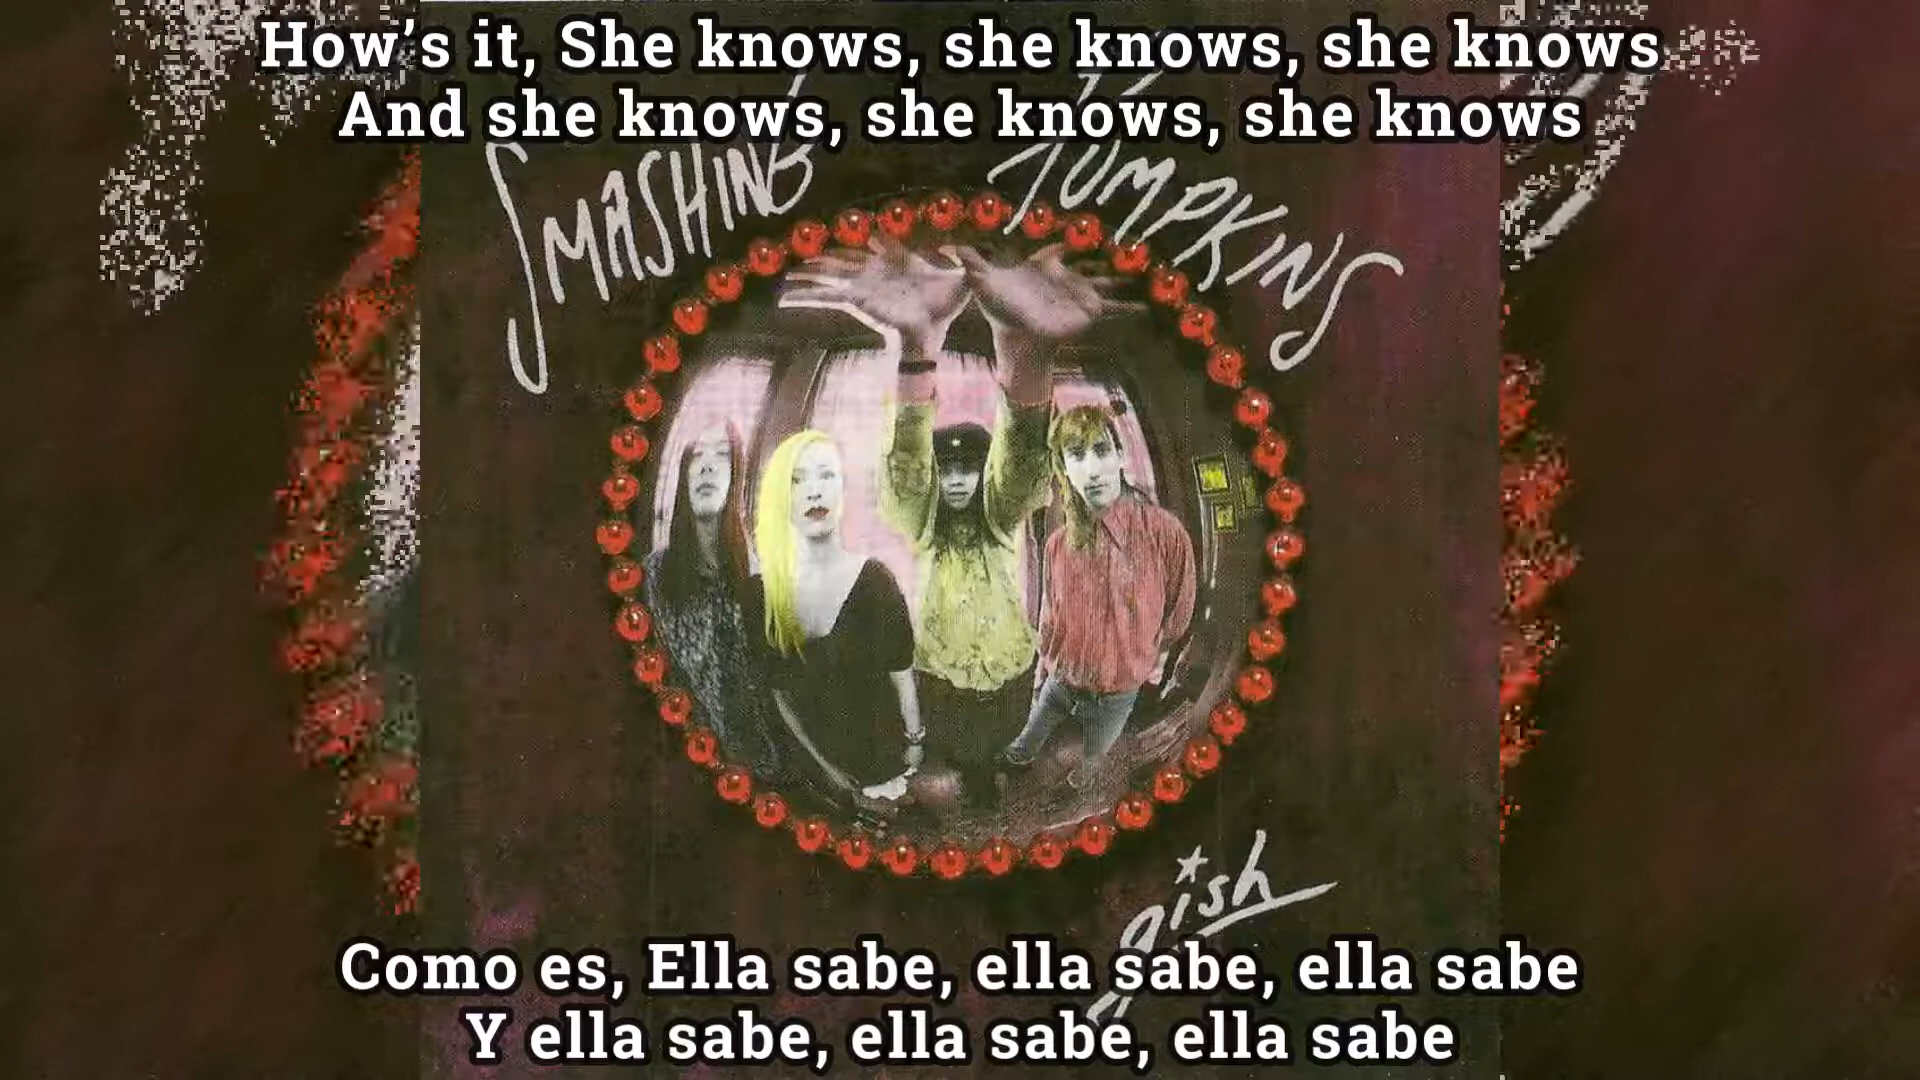 How’s it, She knows, she knows, she knows
And she knows, she knows, she knows
SMASHING PUMPKINS
gish
Como es, Ella sabe, ella sabe, ella sabe
Y ella sabe, ella sabe, ella sabe